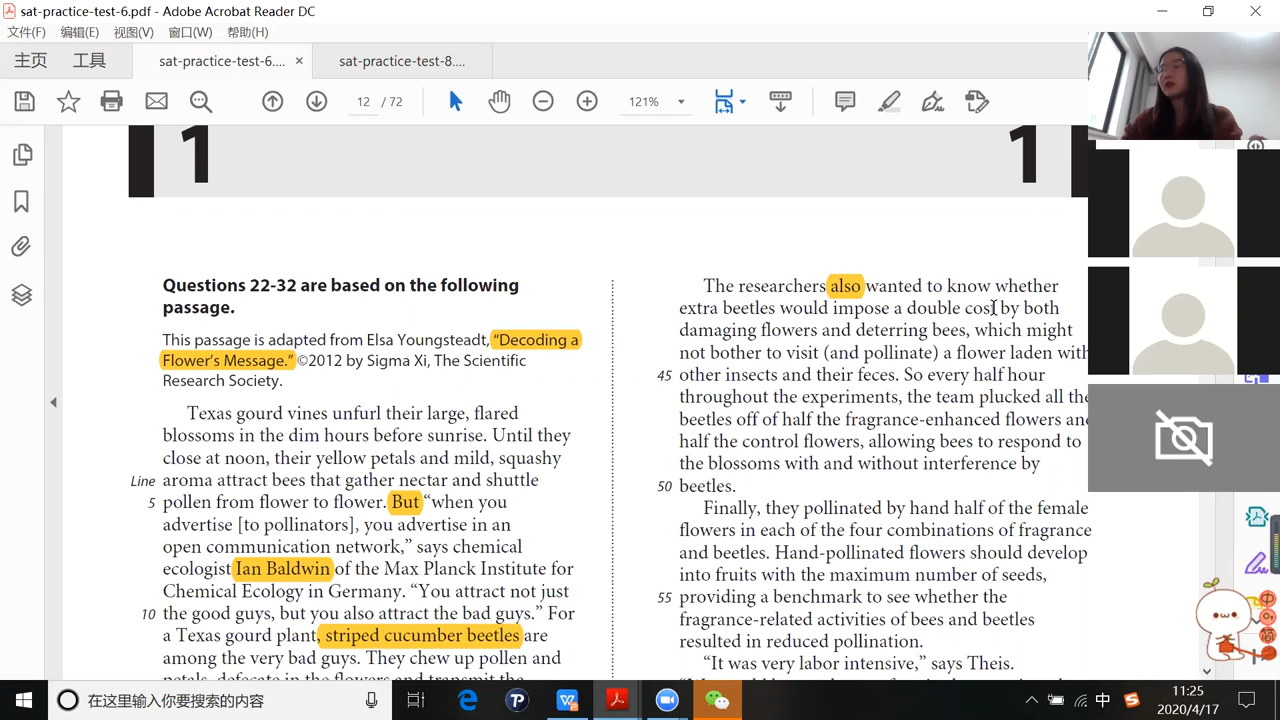 sat-practice-test-6.pdf - Adobe Acrobat Reader DC
文件(F) 编辑(E) 视图(V) 窗口(W) 帮助(H)
主页 工具 sat-practice-test-6.... × sat-practice-test-8....
12 / 72 121%
1 1
Questions 22-32 are based on the following
passage.
This passage is adapted from Elsa Youngsteadt, “Decoding a
Flower’s Message.” ©2012 by Sigma Xi, The Scientific
Research Society.
Texas gourd vines unfurl their large, flared
blossoms in the dim hours before sunrise. Until they
close at noon, their yellow petals and mild, squashy
Line aroma attract bees that gather nectar and shuttle
5 pollen from flower to flower. But “when you
advertise [to pollinators], you advertise in an
open communication network,” says chemical
ecologist Ian Baldwin of the Max Planck Institute for
Chemical Ecology in Germany. “You attract not just
10 the good guys, but you also attract the bad guys.” For
a Texas gourd plant, striped cucumber beetles are
among the very bad guys. They chew up pollen and
petals, defecate in the flowers and transmit the
The researchers also wanted to know whether
extra beetles would impose a double cost by both
damaging flowers and deterring bees, which might
not bother to visit (and pollinate) a flower laden with
45 other insects and their feces. So every half hour
throughout the experiments, the team plucked all the
beetles off of half the fragrance-enhanced flowers and
half the control flowers, allowing bees to respond to
the blossoms with and without interference by
50 beetles.
Finally, they pollinated by hand half of the female
flowers in each of the four combinations of fragrance
and beetles. Hand-pollinated flowers should develop
into fruits with the maximum number of seeds,
55 providing a benchmark to see whether the
fragrance-related activities of bees and beetles
resulted in reduced pollination.
“It was very labor intensive,” says Theis.
在这里输入你要搜索的内容
中
11:25
2020/4/17